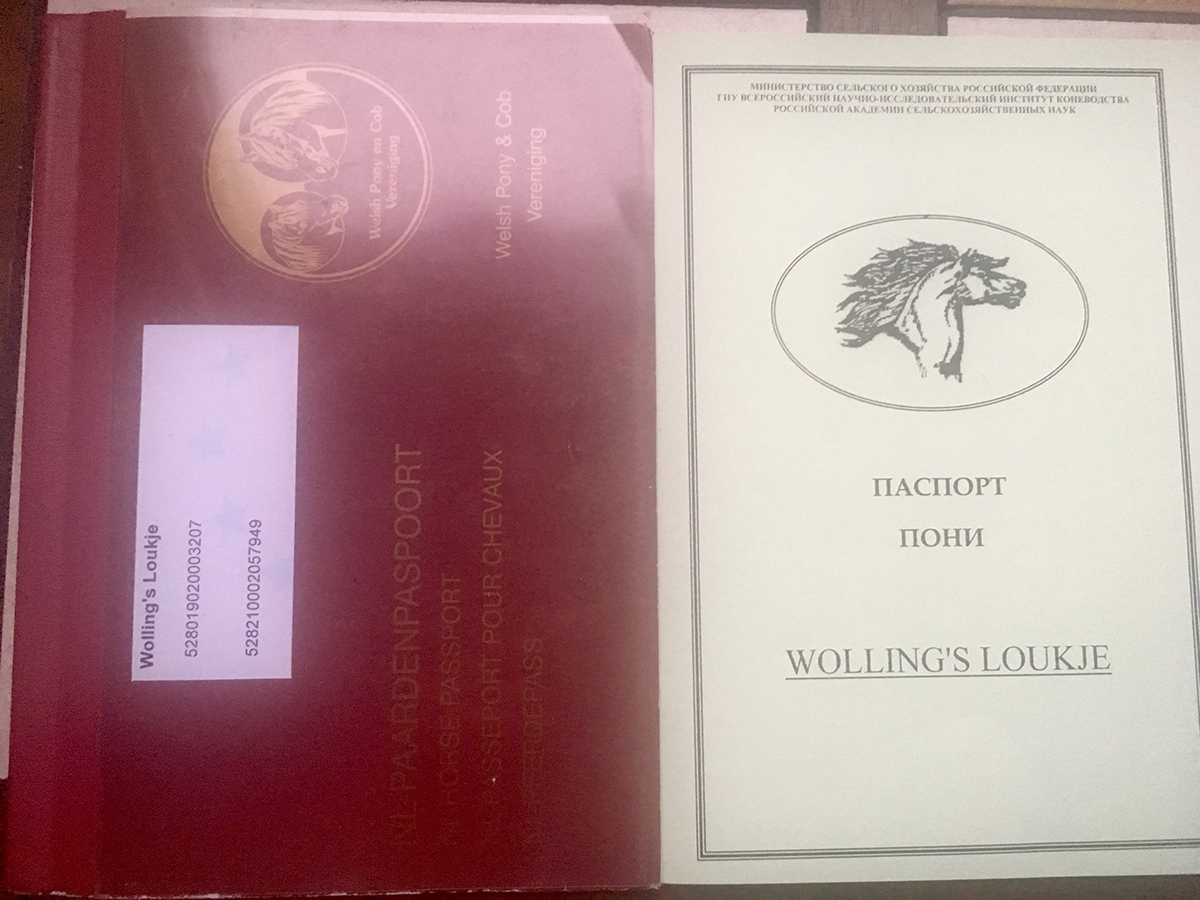 Welsh Pony en Cob
Vereniging
Welsh Pony & Cob
Vereniging
Wolling's Loukje
528019020003207
528210002057949
NL-PAARDENPASPOORT
HORSE PASSPORT
PASSEPORT POUR CHEVAUX
PFERDEPASS
МИНИСТЕРСТВО СЕЛЬСКОГО ХОЗЯЙСТВА РОССИЙСКОЙ ФЕДЕРАЦИИ
ГНУ ВСЕРОССИЙСКИЙ НАУЧНО-ИССЛЕДОВАТЕЛЬСКИЙ ИНСТИТУТ КОНЕВОДСТВА
РОССИЙСКОЙ АКАДЕМИИ СЕЛЬСКОХОЗЯЙСТВЕННЫХ НАУК
ПАСПОРТ
ПОНИ
WOLLING'S LOUKJE